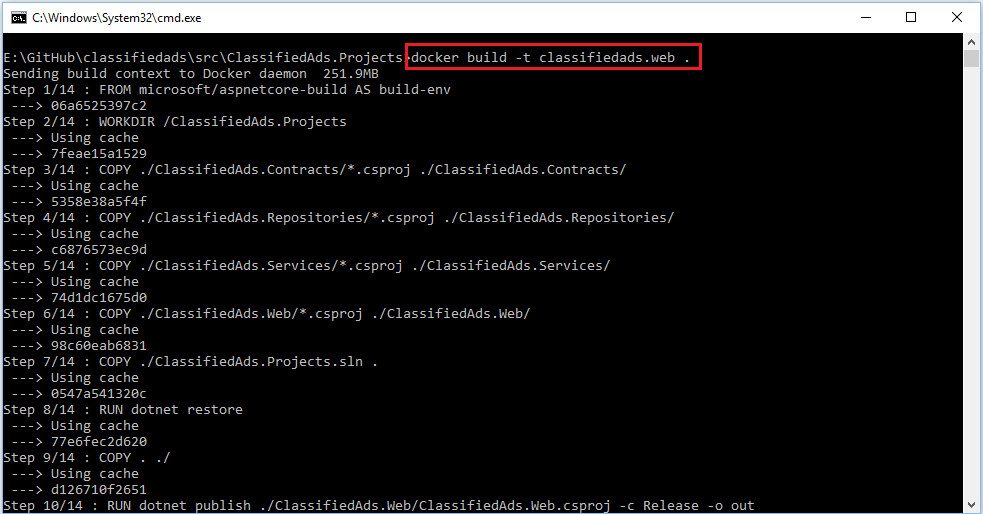 C:\Windows\System32\cmd.exe
E:\GitHub\classifiedads\src\ClassifiedAds.Projects>docker build -t classifiedads.web .
Sending build context to Docker daemon  251.9MB
Step 1/14 : FROM microsoft/aspnetcore-build AS build-env
 ---> 06a6525397c2
Step 2/14 : WORKDIR /ClassifiedAds.Projects
 ---> Using cache
 ---> 7feae15a1529
Step 3/14 : COPY ./ClassifiedAds.Contracts/*.csproj ./ClassifiedAds.Contracts/
 ---> Using cache
 ---> 5358e38a5f4f
Step 4/14 : COPY ./ClassifiedAds.Repositories/*.csproj ./ClassifiedAds.Repositories/
 ---> Using cache
 ---> c6876573ec9d
Step 5/14 : COPY ./ClassifiedAds.Services/*.csproj ./ClassifiedAds.Services/
 ---> Using cache
 ---> 74d1dc1675d0
Step 6/14 : COPY ./ClassifiedAds.Web/*.csproj ./ClassifiedAds.Web/
 ---> Using cache
 ---> 98c60eab6831
Step 7/14 : COPY ./ClassifiedAds.Projects.sln .
 ---> Using cache
 ---> 0547a541320c
Step 8/14 : RUN dotnet restore
 ---> Using cache
 ---> 77e6fec2d620
Step 9/14 : COPY . ./
 ---> Using cache
 ---> d126710f2651
Step 10/14 : RUN dotnet publish ./ClassifiedAds.Web/ClassifiedAds.Web.csproj -c Release -o out